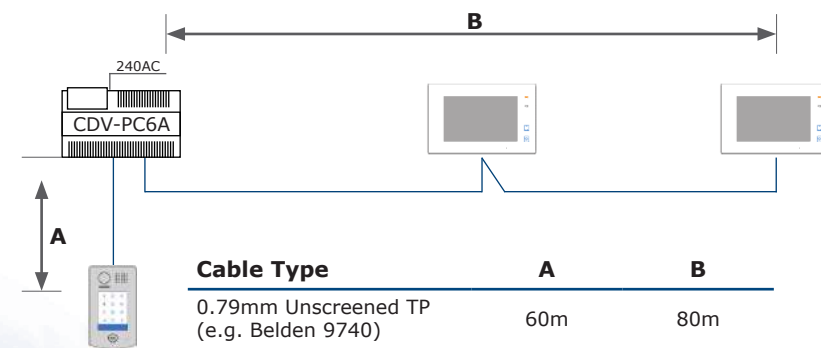 B
240AC
CDV-PC6A
A
Cable Type A B
0.79mm Unscreened TP
(e.g. Belden 9740) 60m 80m